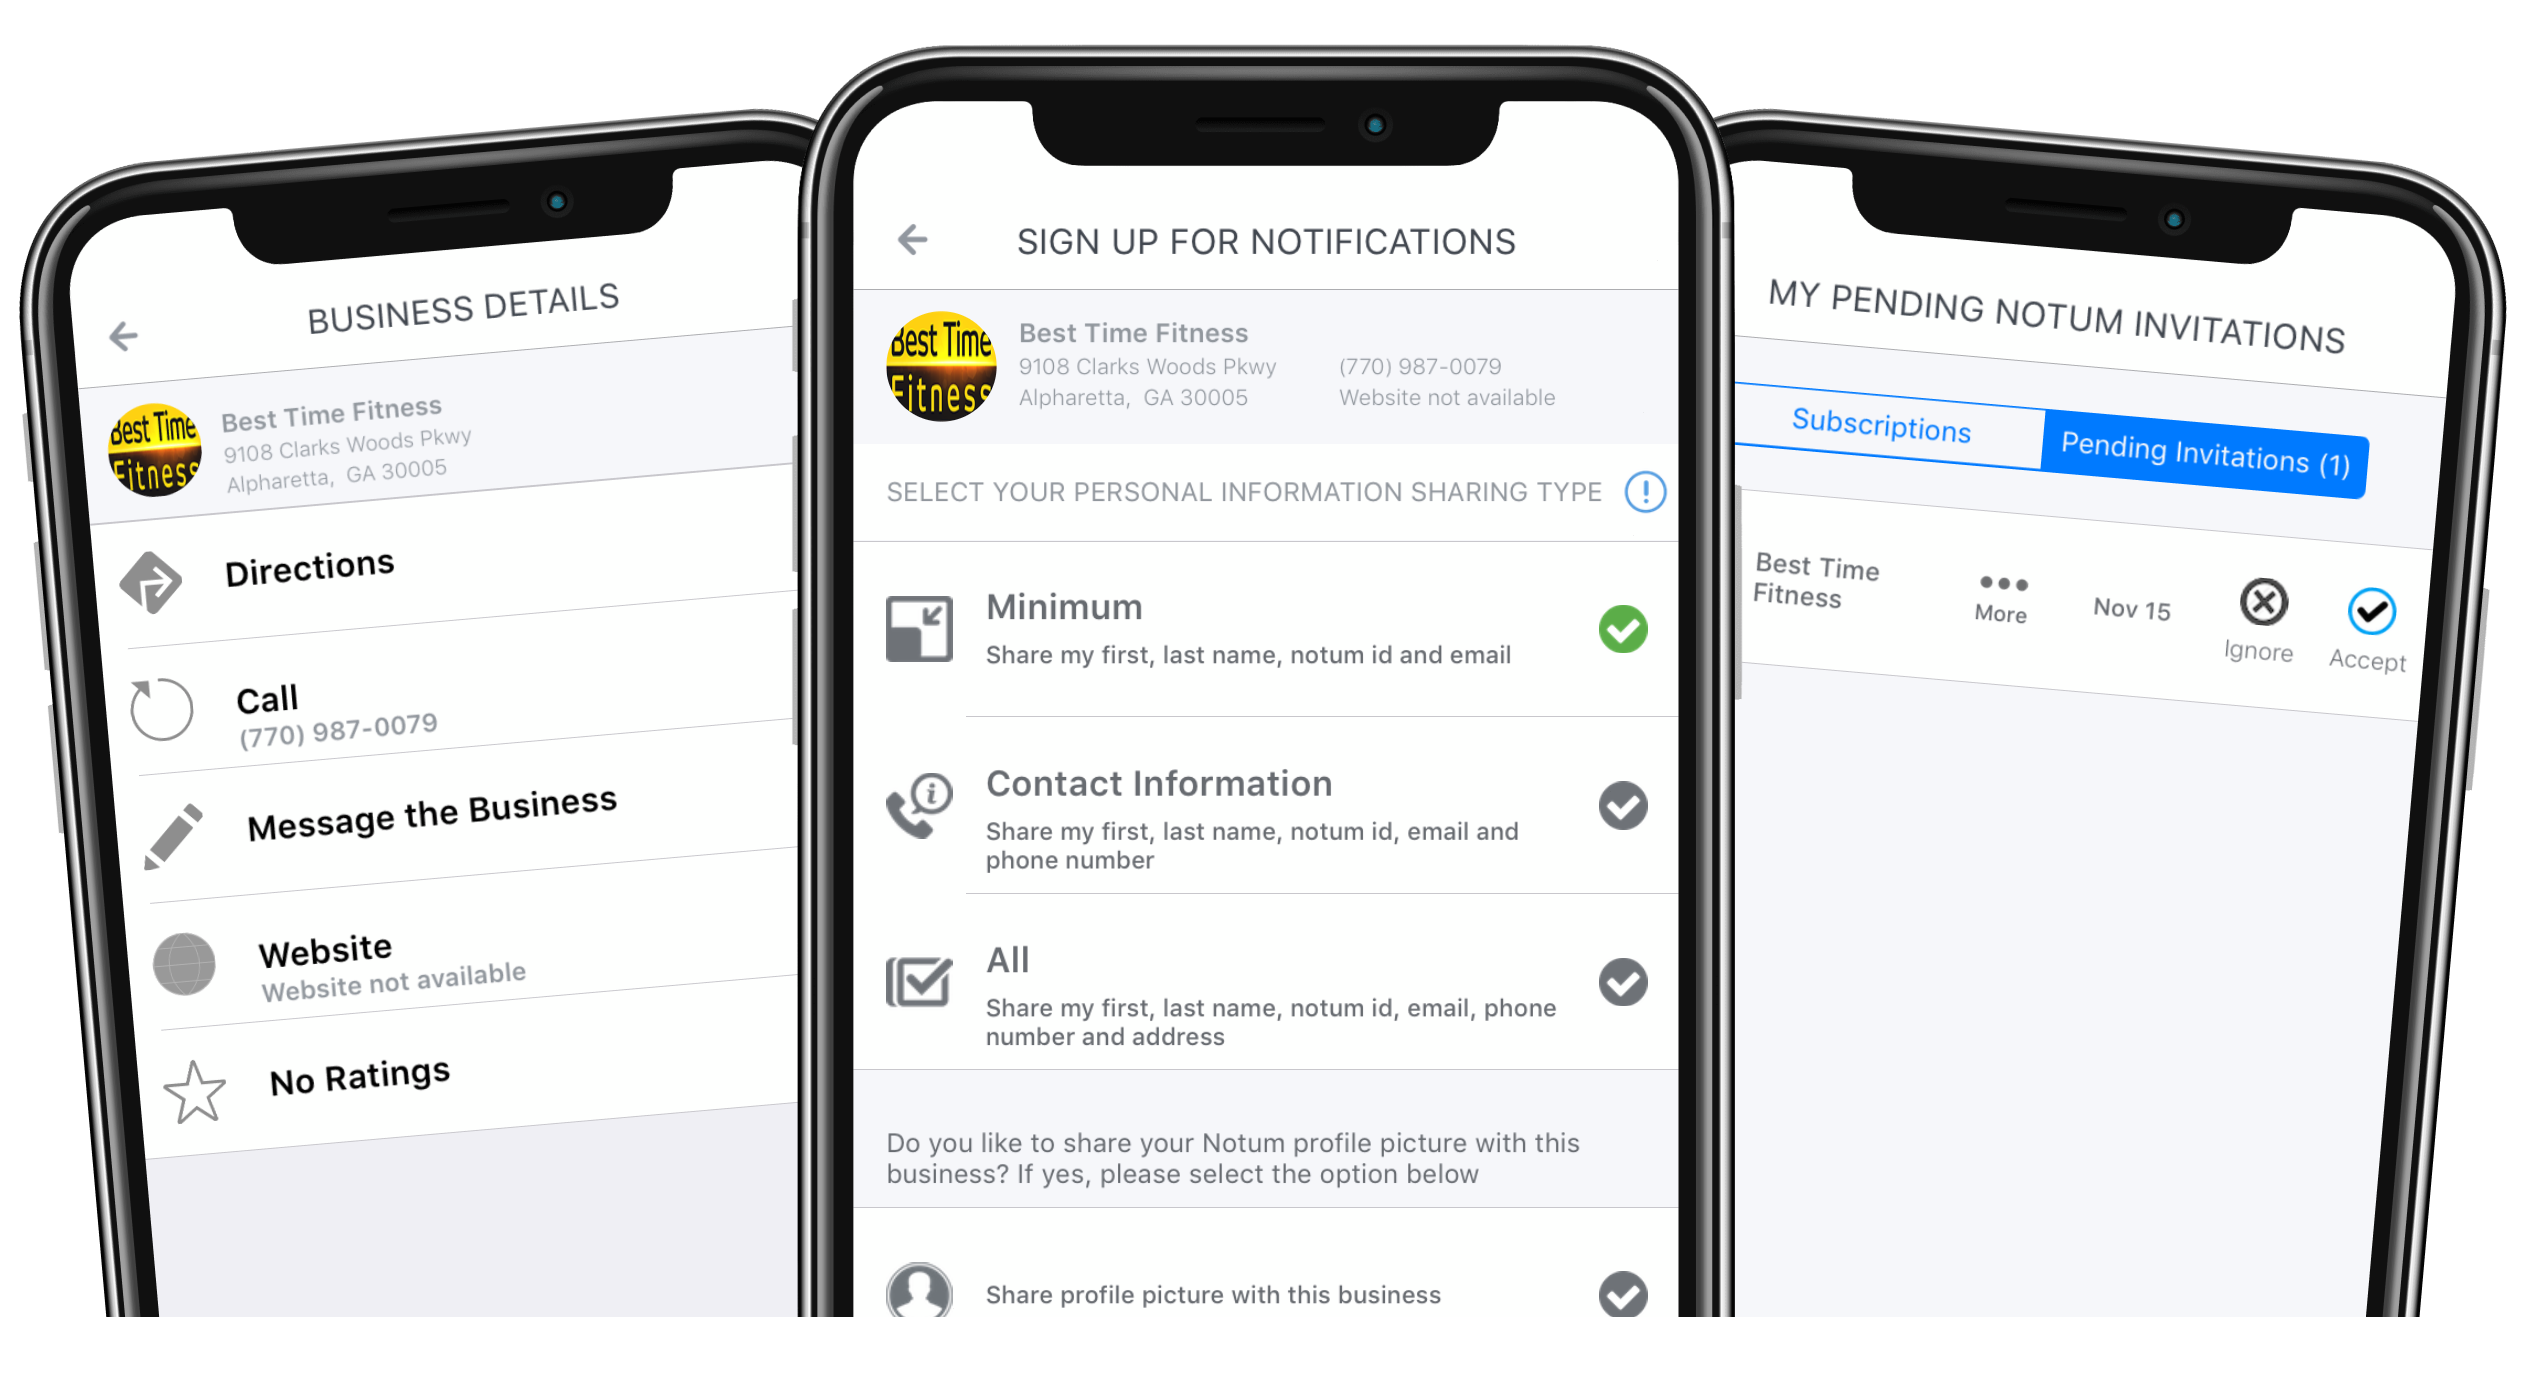 BUSINESS DETAILS
Best Time
Fitness
Best Time Fitness
9108 Clarks Woods Pkwy
Alpharetta, GA 30005
Directions
Call
(770) 987-0079
Message the Business
Website
Website not available
No Ratings
SIGN UP FOR NOTIFICATIONS
Best Time
Fitness
Best Time Fitness
9108 Clarks Woods Pkwy (770) 987-0079
Alpharetta, GA 30005 Website not available
SELECT YOUR PERSONAL INFORMATION SHARING TYPE
Minimum
Share my first, last name, notum id and email
Contact Information
Share my first, last name, notum id, email and
phone number
All
Share my first, last name, notum id, email, phone
number and address
Do you like to share your Notum profile picture with this
business? If yes, please select the option below
Share profile picture with this business
MY PENDING NOTUM INVITATIONS
Subscriptions Pending Invitations (1)
Best Time
Fitness
More
Nov 15
Ignore
Accept